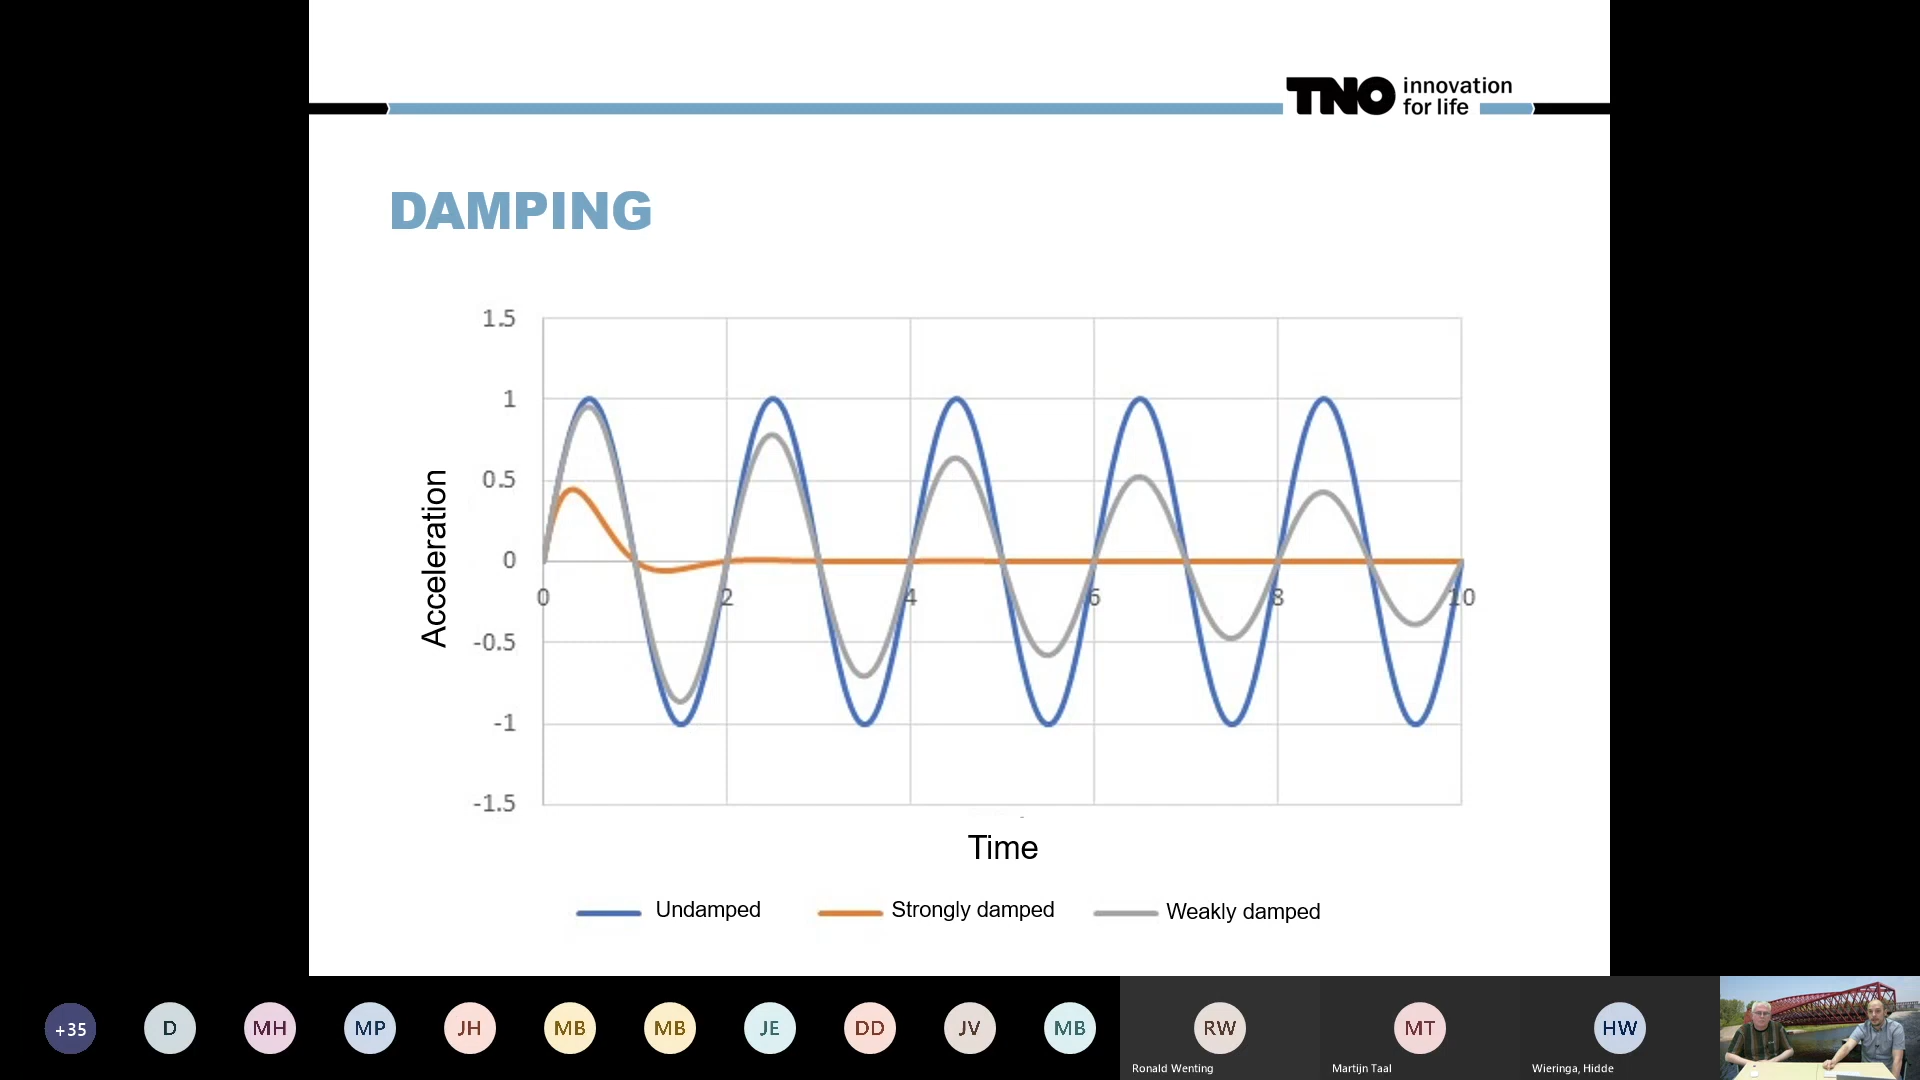 TNO innovation
for life
DAMPING
1.5
1
0.5
0
-0.5
-1
-1.5
0 2 4 6 8 10
Acceleration
Time
Undamped Strongly damped Weakly damped
+35 D MH MP JH MB MB JE DD JV MB RW MT HW
Ronald Wenting Martijn Taal Wieringa, Hidde